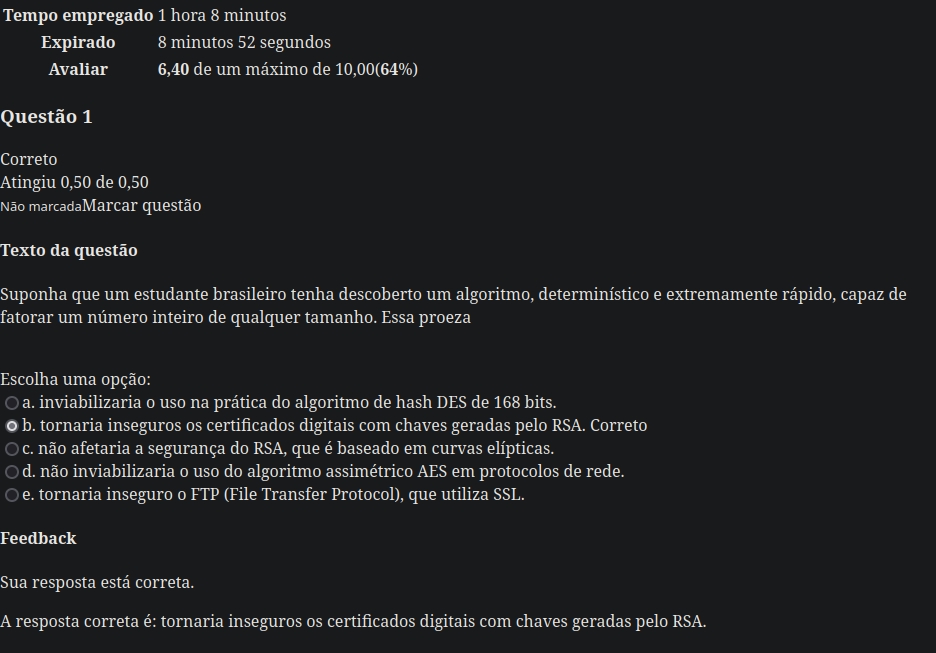 Tempo empregado 1 hora 8 minutos
Expirado 8 minutos 52 segundos
Avaliar 6,40 de um máximo de 10,00(64%)
Questão 1
Correto
Atingiu 0,50 de 0,50
Não marcadaMarcar questão
Texto da questão
Suponha que um estudante brasileiro tenha descoberto um algoritmo, determinístico e extremamente rápido, capaz de
fatorar um número inteiro de qualquer tamanho. Essa proeza
Escolha uma opção:
a. inviabilizaria o uso na prática do algoritmo de hash DES de 168 bits.
b. tornaria inseguros os certificados digitais com chaves geradas pelo RSA. Correto
c. não afetaria a segurança do RSA, que é baseado em curvas elípticas.
d. não inviabilizaria o uso do algoritmo assimétrico AES em protocolos de rede.
e. tornaria inseguro o FTP (File Transfer Protocol), que utiliza SSL.
Feedback
Sua resposta está correta.
A resposta correta é: tornaria inseguros os certificados digitais com chaves geradas pelo RSA.